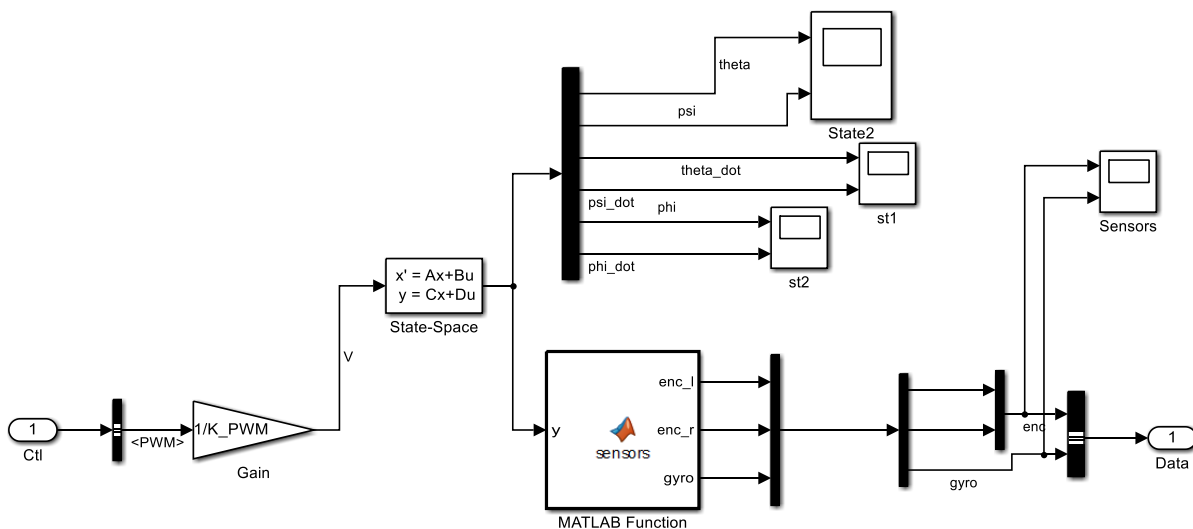 theta
psi
State2
theta_dot
psi_dot
phi
st1
phi_dot
st2
Sensors
x' = Ax+Bu
y = Cx+Du
State-Space
V
1
Ctl
<PWM>
1/K_PWM
Gain
y
sensors
enc_l
enc_r
gyro
MATLAB Function
enc
gyro
1
Data